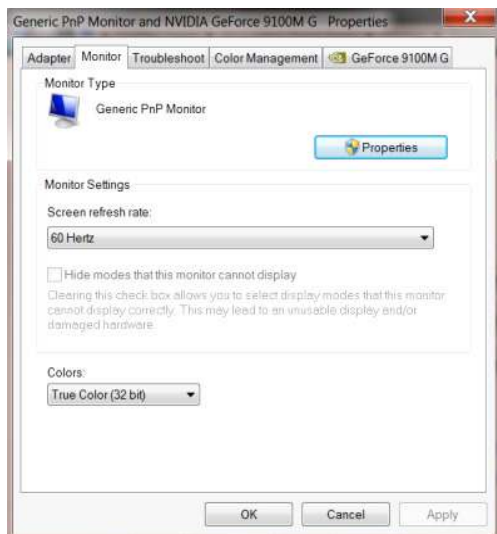 Generic PnP Monitor and NVIDIA GeForce 9100M G Properties
Adapter Monitor Troubleshoot Color Management GeForce 9100M G
Monitor Type
Generic PnP Monitor
Properties
Monitor Settings
Screen refresh rate:
60 Hertz
Hide modes that this monitor cannot display
Clearing this check box allows you to select display modes that this monitor
cannot display correctly. This may lead to an unusable display and/or
damaged hardware.
Colors:
True Color (32 bit)
OK Cancel Apply